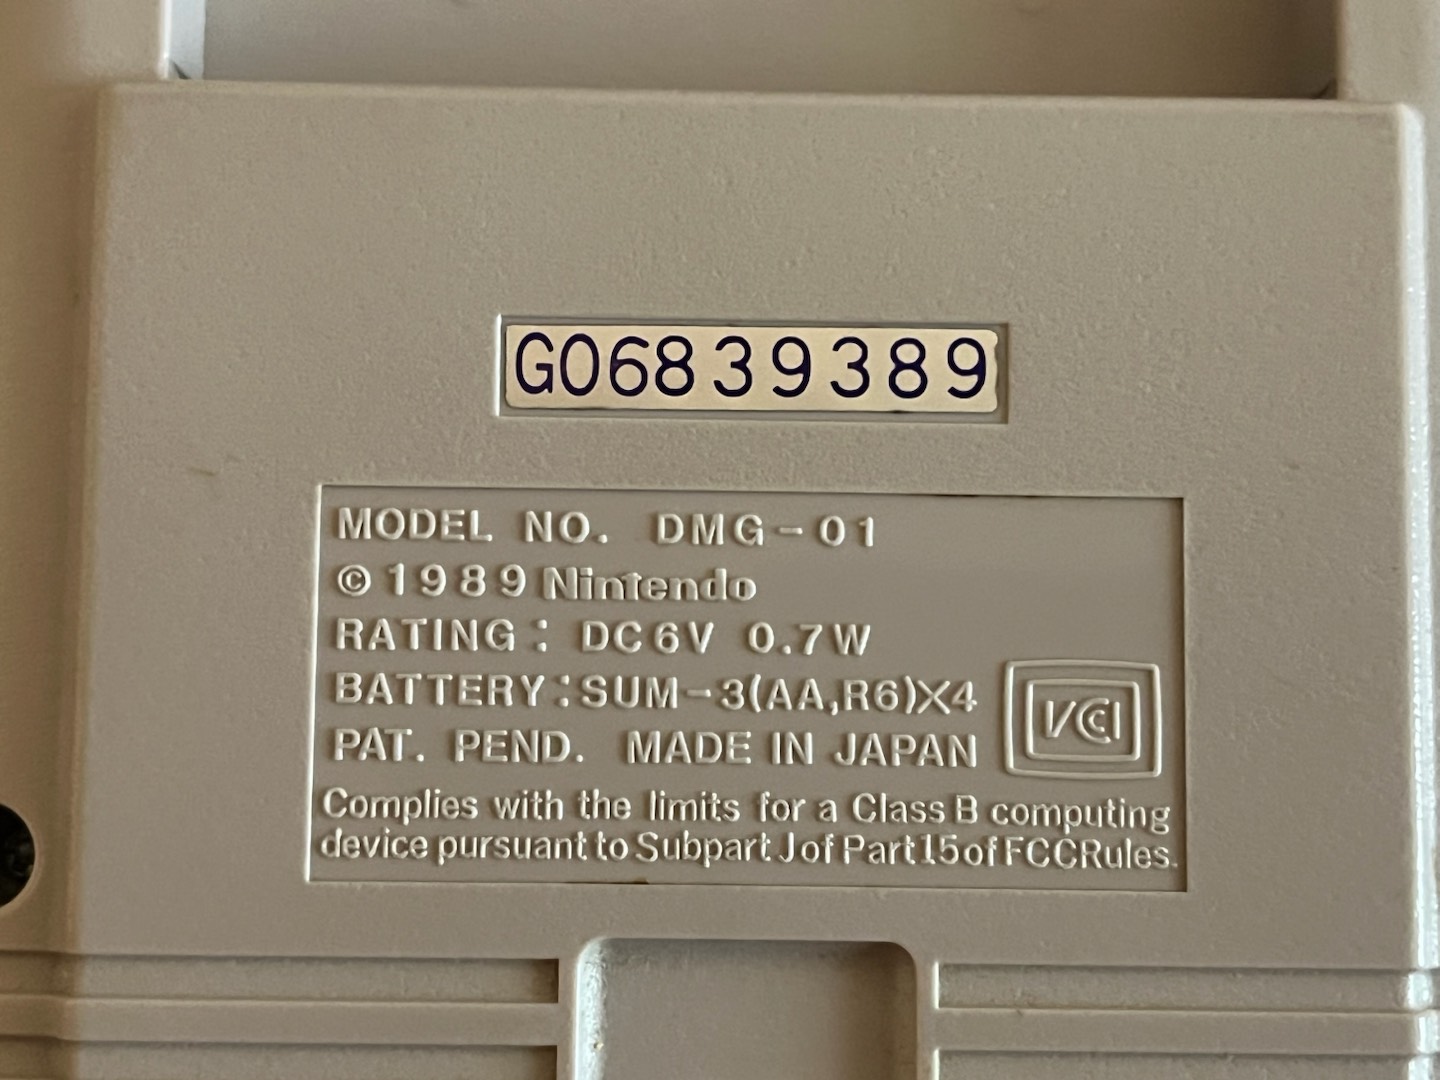 G06839389
MODEL NO. DMG-01
© 1989 Nintendo
RATING: DC6V 0.7W
BATTERY:SUM-3(AA,R6)X4
PAT. PEND. MADE IN JAPAN
VCCI
Complies with the limits for a Class B computing
device pursuant to Subpart J of Part 15 of FCC Rules.